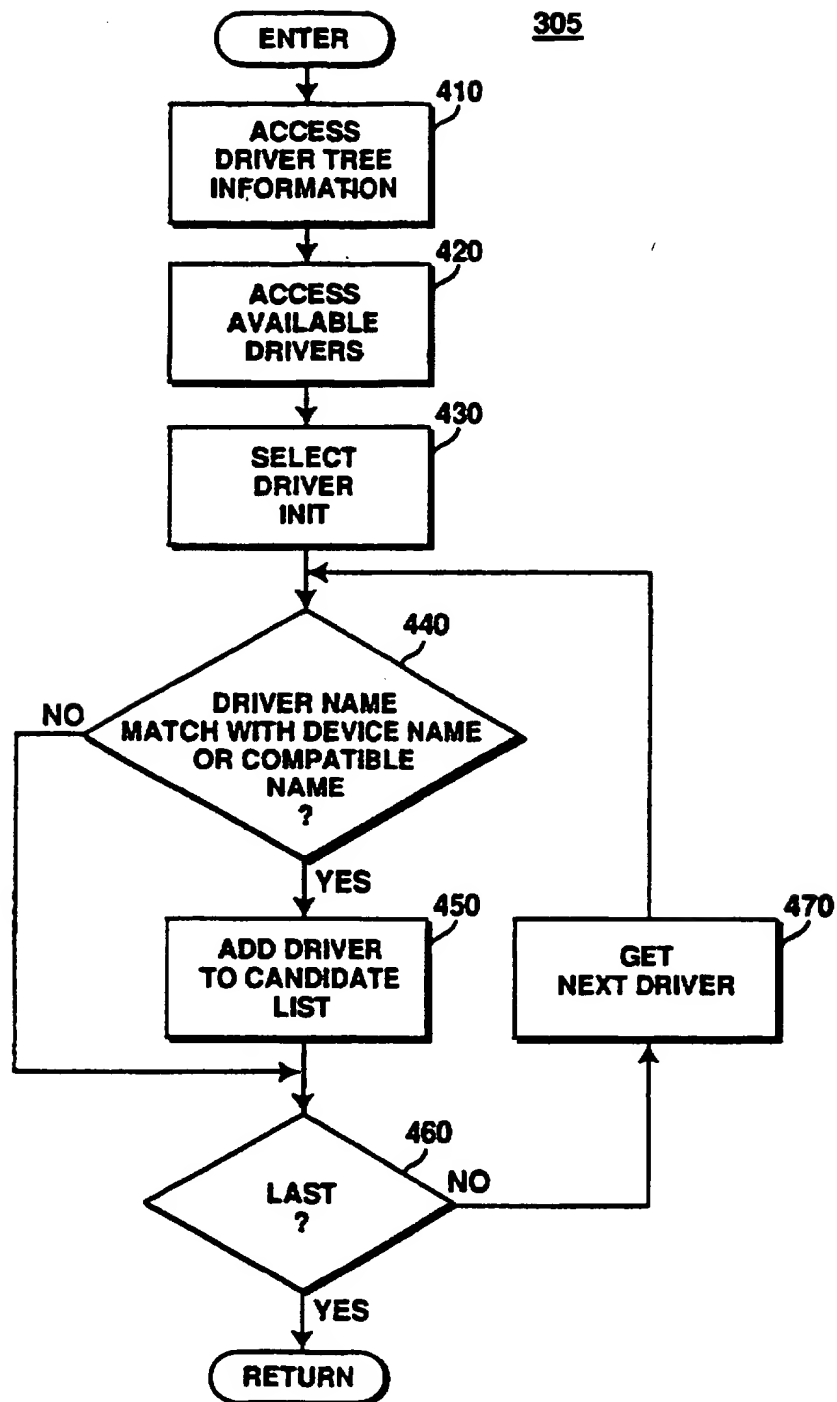 ENTER
305
410
ACCESS
DRIVER TREE
INFORMATION
420
ACCESS
AVAILABLE
DRIVERS
430
SELECT
DRIVER
INIT
440
NO
DRIVER NAME
MATCH WITH DEVICE NAME
OR COMPATIBLE
NAME
?
YES
450
ADD DRIVER
TO CANDIDATE
LIST
470
GET
NEXT DRIVER
460
LAST
?
NO
YES
RETURN